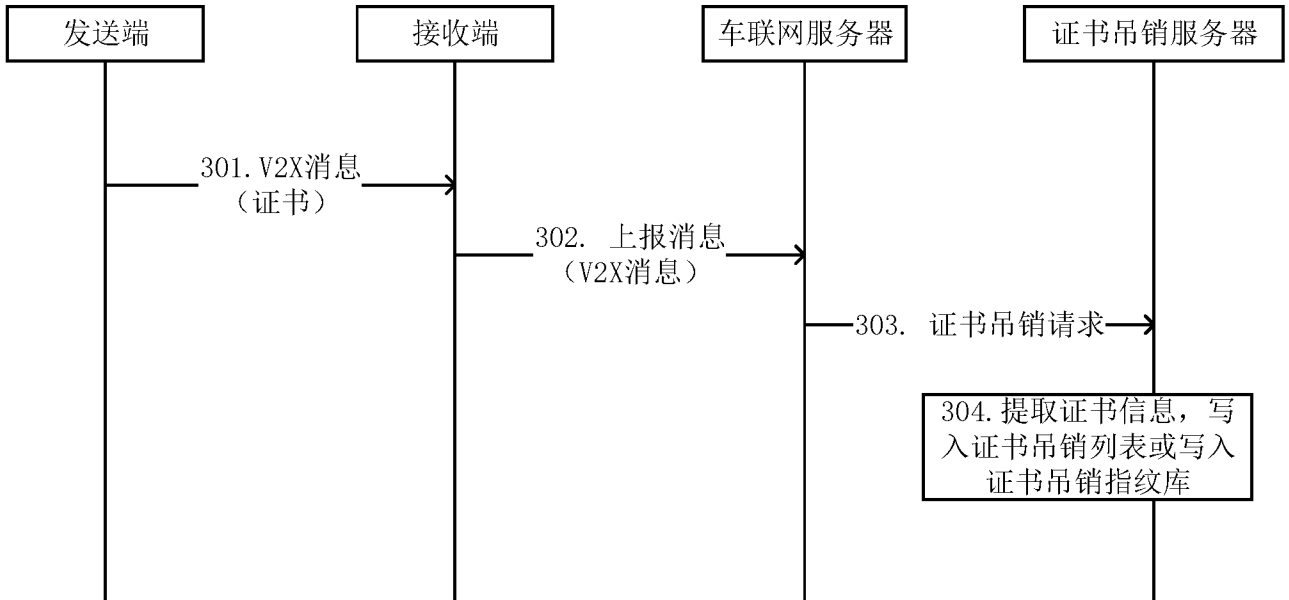 发送端
接收端
车联网服务器
证书吊销服务器
301.V2X消息
（证书）
302. 上报消息
（V2X消息）
303. 证书吊销请求
304.提取证书信息，写
入证书吊销列表或写入
证书吊销指纹库